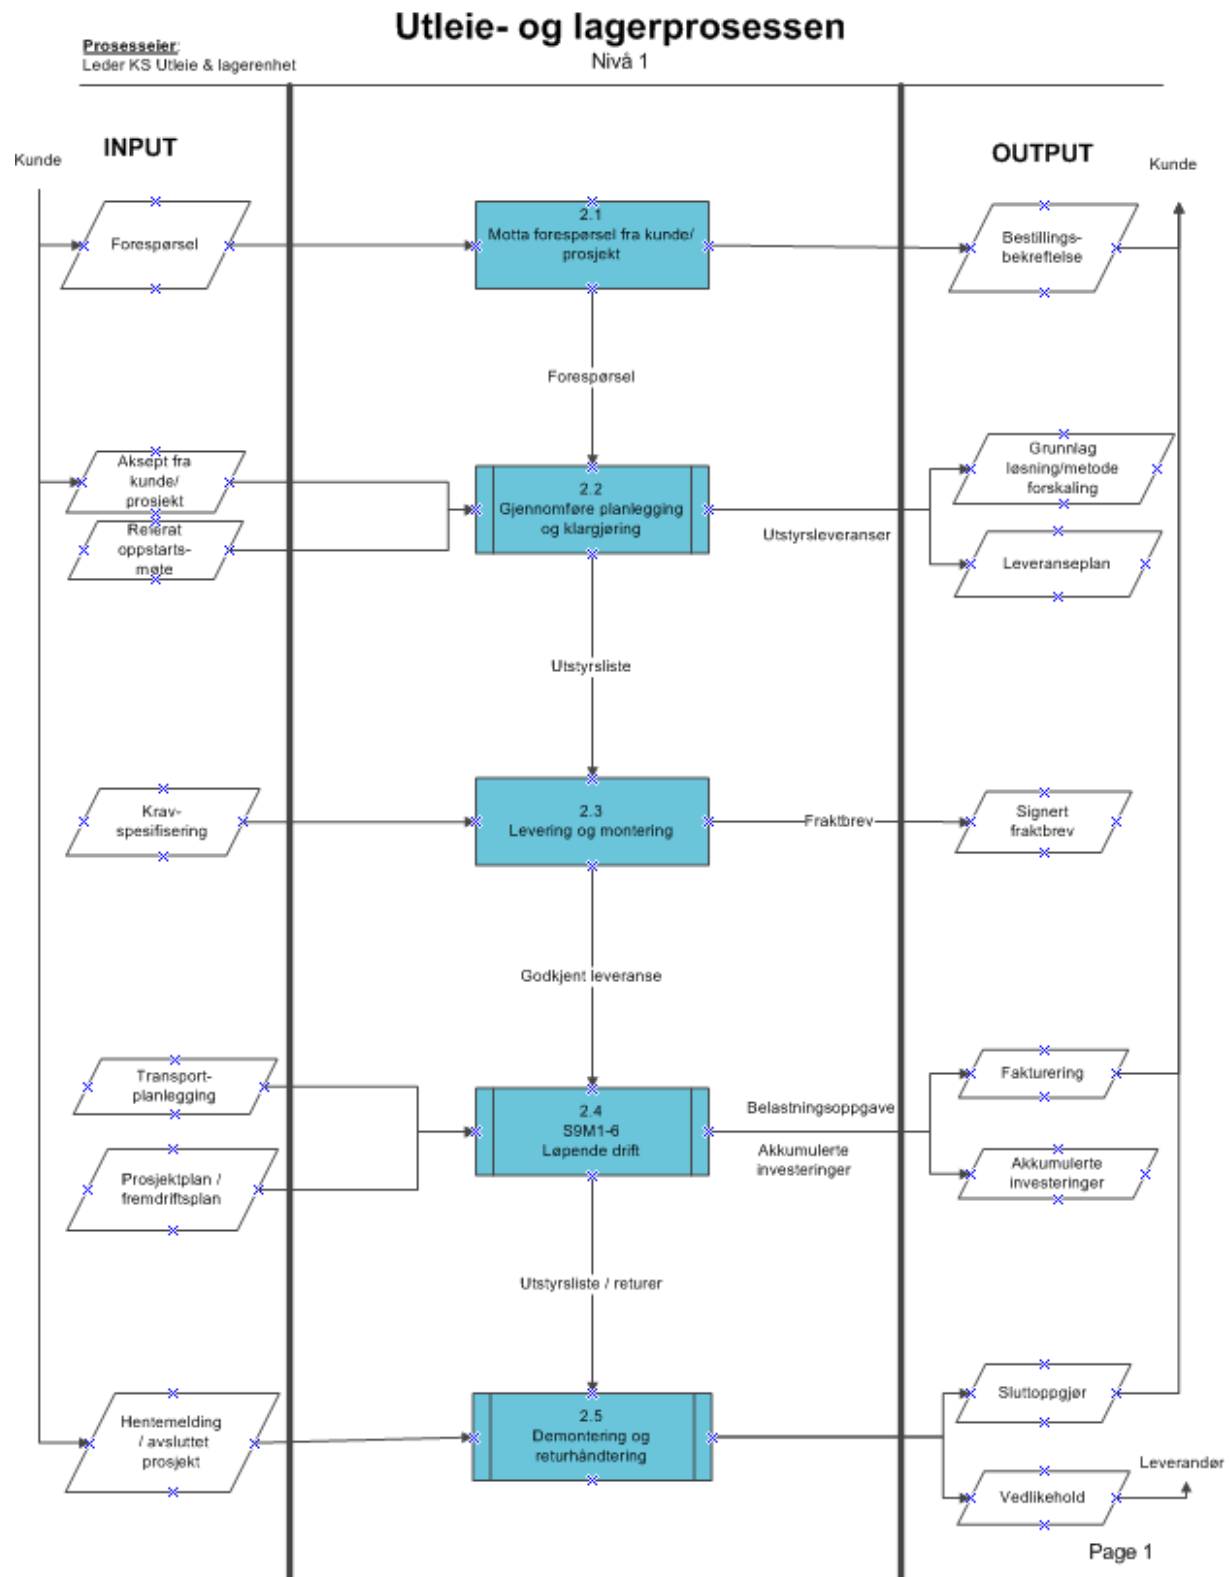 Utleie- og lagerprosessen
Nivå 1
Prosesseier:
Leder KS Utleie & lagerenhet
INPUT
OUTPUT
Kunde
Kunde
Forespørsel
2.1
Motta forespørsel fra kunde/
prosjekt
Bestillings-
bekreftelse
Forespørsel
Aksept fra
kunde/
prosjekt
Referat
oppstarts-
møte
2.2
Gjennomføre planlegging
og klargjøring
Utstyrsleveranser
Grunnlag
løsning/metode
forskaling
Leveranseplan
Utstyrsliste
Krav-
spesifisering
2.3
Levering og montering
Fraktbrev
Signert
fraktbrev
Godkjent leveranse
Transport-
planlegging
Prosjektplan /
fremdriftsplan
2.4
S9M1-6
Løpende drift
Belastningsoppgave
Akkumulerte
investeringer
Fakturering
Akkumulerte
investeringer
Utstyrsliste / returer
Hentemelding
/ avsluttet
prosjekt
2.5
Demontering og
returhåndtering
Sluttoppgjør
Leverandør
Vedlikehold
Page 1